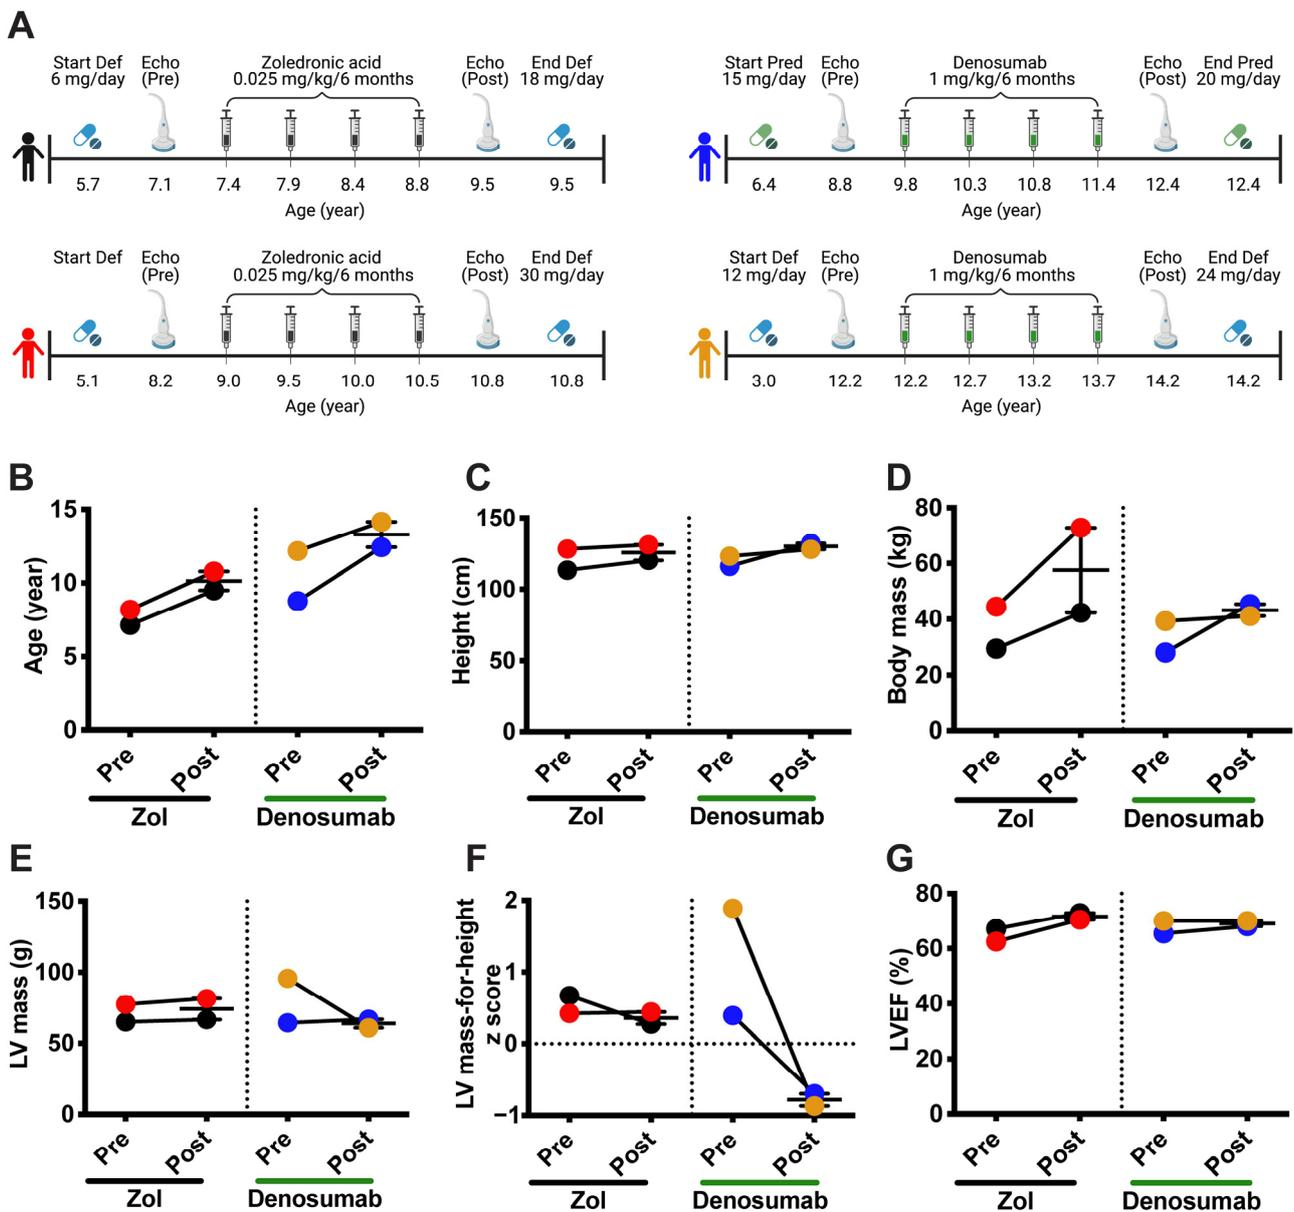 A
Start Def
6 mg/day
Echo
(Pre)
Zoledronic acid
0.025 mg/kg/6 months
Echo
(Post)
End Def
18 mg/day
5.7 7.1 7.4 7.9 8.4 8.8 9.5 9.5
Age (year)
Start Pred
15 mg/day
Echo
(Pre)
Denosumab
1 mg/kg/6 months
Echo
(Post)
End Pred
20 mg/day
6.4 8.8 9.8 10.3 10.8 11.4 12.4 12.4
Age (year)
Start Def
Echo
(Pre)
Zoledronic acid
0.025 mg/kg/6 months
Echo
(Post)
End Def
30 mg/day
5.1 8.2 9.0 9.5 10.0 10.5 10.8 10.8
Age (year)
Start Def
12 mg/day
Echo
(Pre)
Denosumab
1 mg/kg/6 months
Echo
(Post)
End Def
24 mg/day
3.0 12.2 12.2 12.7 13.2 13.7 14.2 14.2
Age (year)
B
Age (year)
15
10
5
0
Pre Post Pre Post
Zol Denosumab
C
Height (cm)
150
100
50
0
Pre Post Pre Post
Zol Denosumab
D
Body mass (kg)
80
60
40
20
0
Pre Post Pre Post
Zol Denosumab
E
LV mass (g)
150
100
50
0
Pre Post Pre Post
Zol Denosumab
F
LV mass-for-height
z score
2
1
0
−1
Pre Post Pre Post
Zol Denosumab
G
LVEF (%)
80
60
40
20
0
Pre Post Pre Post
Zol Denosumab